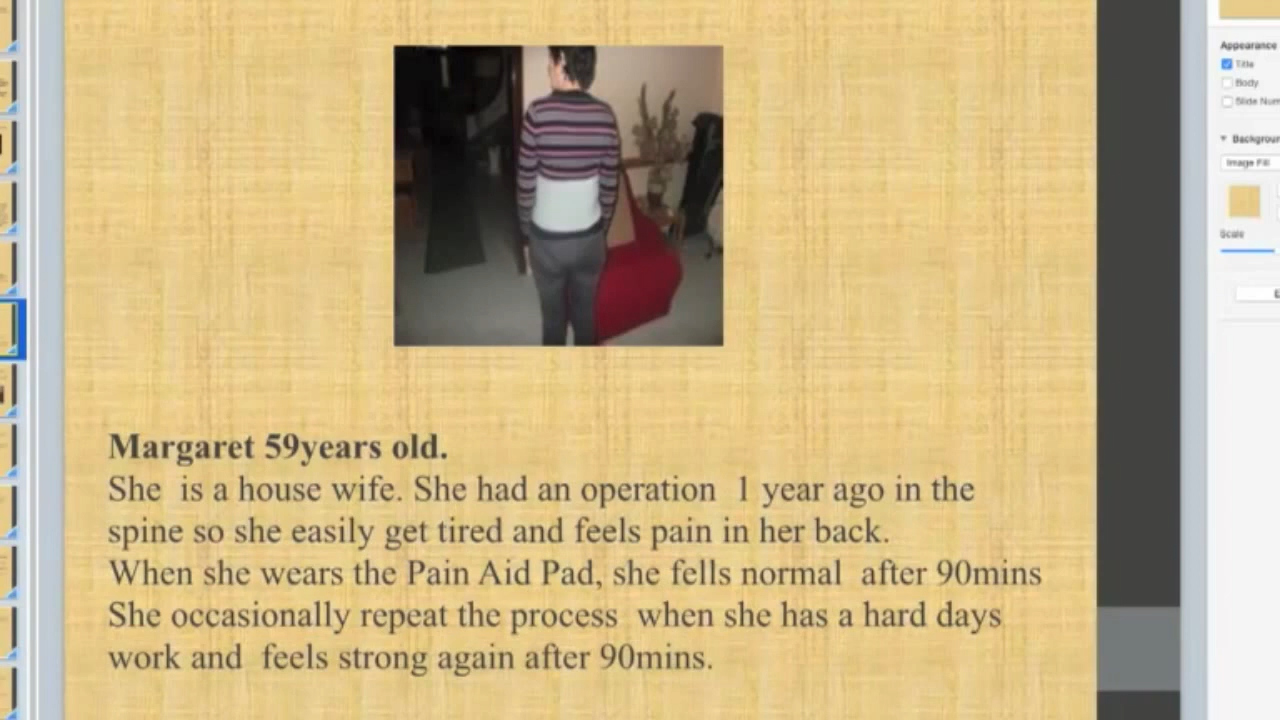 Appearance
Title
Body
Slide Num
Backgroun
Image Fill
Scale
Margaret 59years old.
She is a house wife. She had an operation 1 year ago in the
spine so she easily get tired and feels pain in her back.
When she wears the Pain Aid Pad, she fells normal after 90mins
She occasionally repeat the process when she has a hard days
work and feels strong again after 90mins.